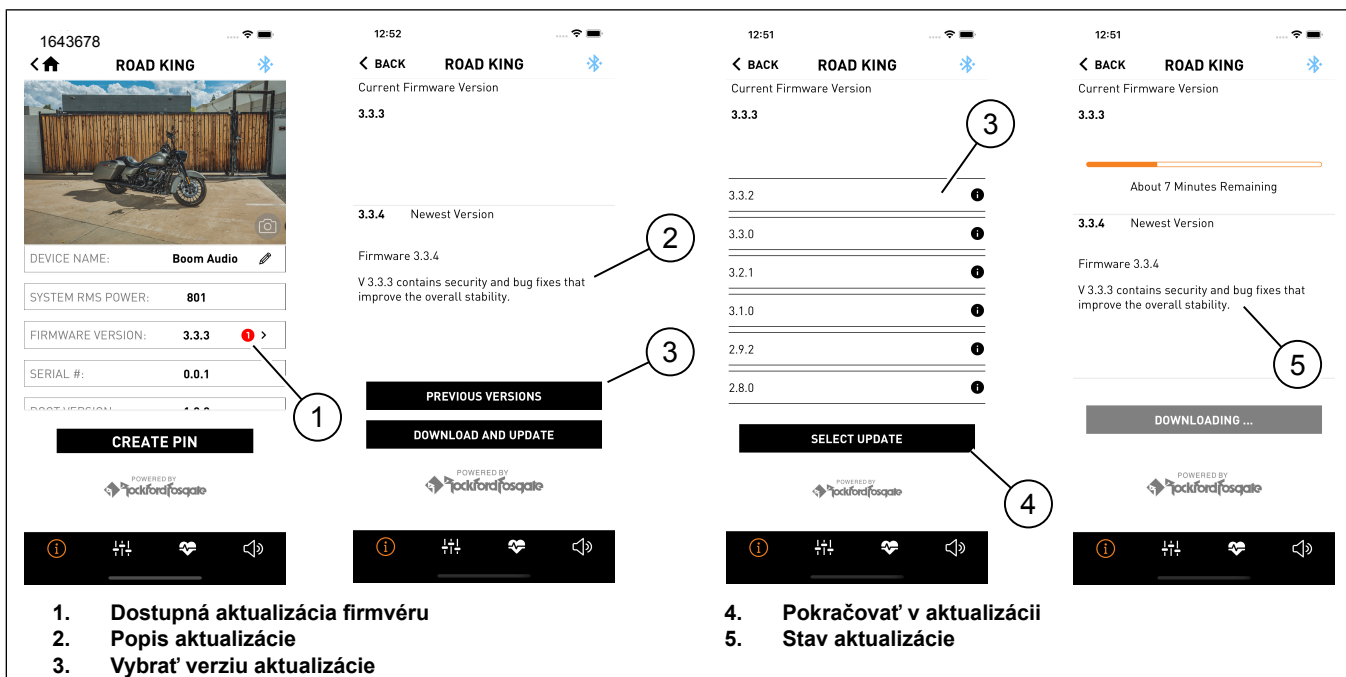 1643678
ROAD KING
DEVICE NAME: Boom Audio
SYSTEM RMS POWER: 801
FIRMWARE VERSION: 3.3.3 1 >
SERIAL #: 0.0.1
CREATE PIN
POWERED BY
Rockford Fosgate
1
12:52
< BACK ROAD KING
Current Firmware Version
3.3.3
3.3.4 Newest Version
Firmware 3.3.4
V 3.3.3 contains security and bug fixes that
improve the overall stability.
2
3
PREVIOUS VERSIONS
DOWNLOAD AND UPDATE
POWERED BY
Rockford Fosgate
12:51
< BACK ROAD KING
Current Firmware Version
3.3.3
3
3.3.2
3.3.0
3.2.1
3.1.0
2.9.2
2.8.0
SELECT UPDATE
4
POWERED BY
Rockford Fosgate
12:51
< BACK ROAD KING
Current Firmware Version
3.3.3
About 7 Minutes Remaining
3.3.4 Newest Version
Firmware 3.3.4
V 3.3.3 contains security and bug fixes that
improve the overall stability.
5
DOWNLOADING ...
POWERED BY
Rockford Fosgate
1. Dostupná aktualizácia firmvéru
2. Popis aktualizácie
3. Vybrať verziu aktualizácie
4. Pokračovať v aktualizácii
5. Stav aktualizácie